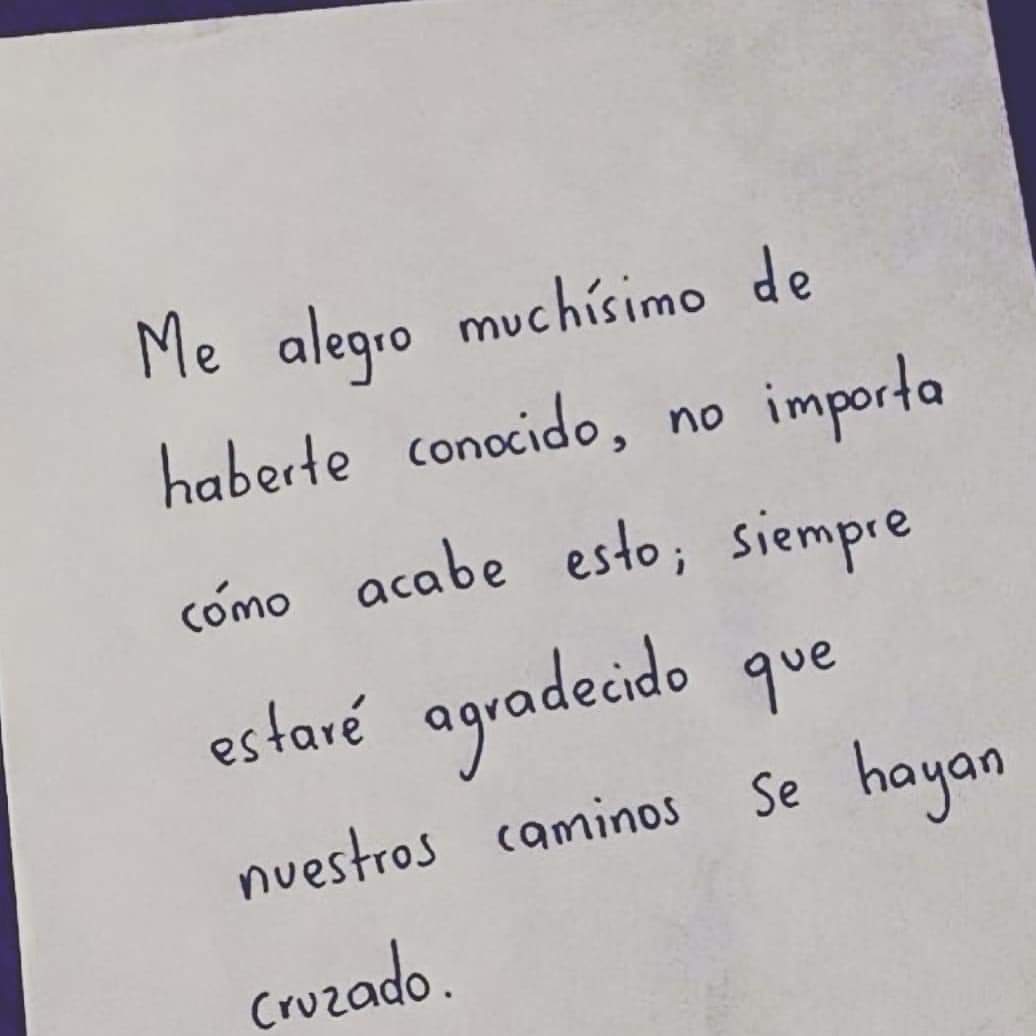 Me alegro muchísimo de
haberte conocido, no importa
cómo acabe esto; siempre
estaré agradecido que
nuestros caminos se hayan
cruzado.